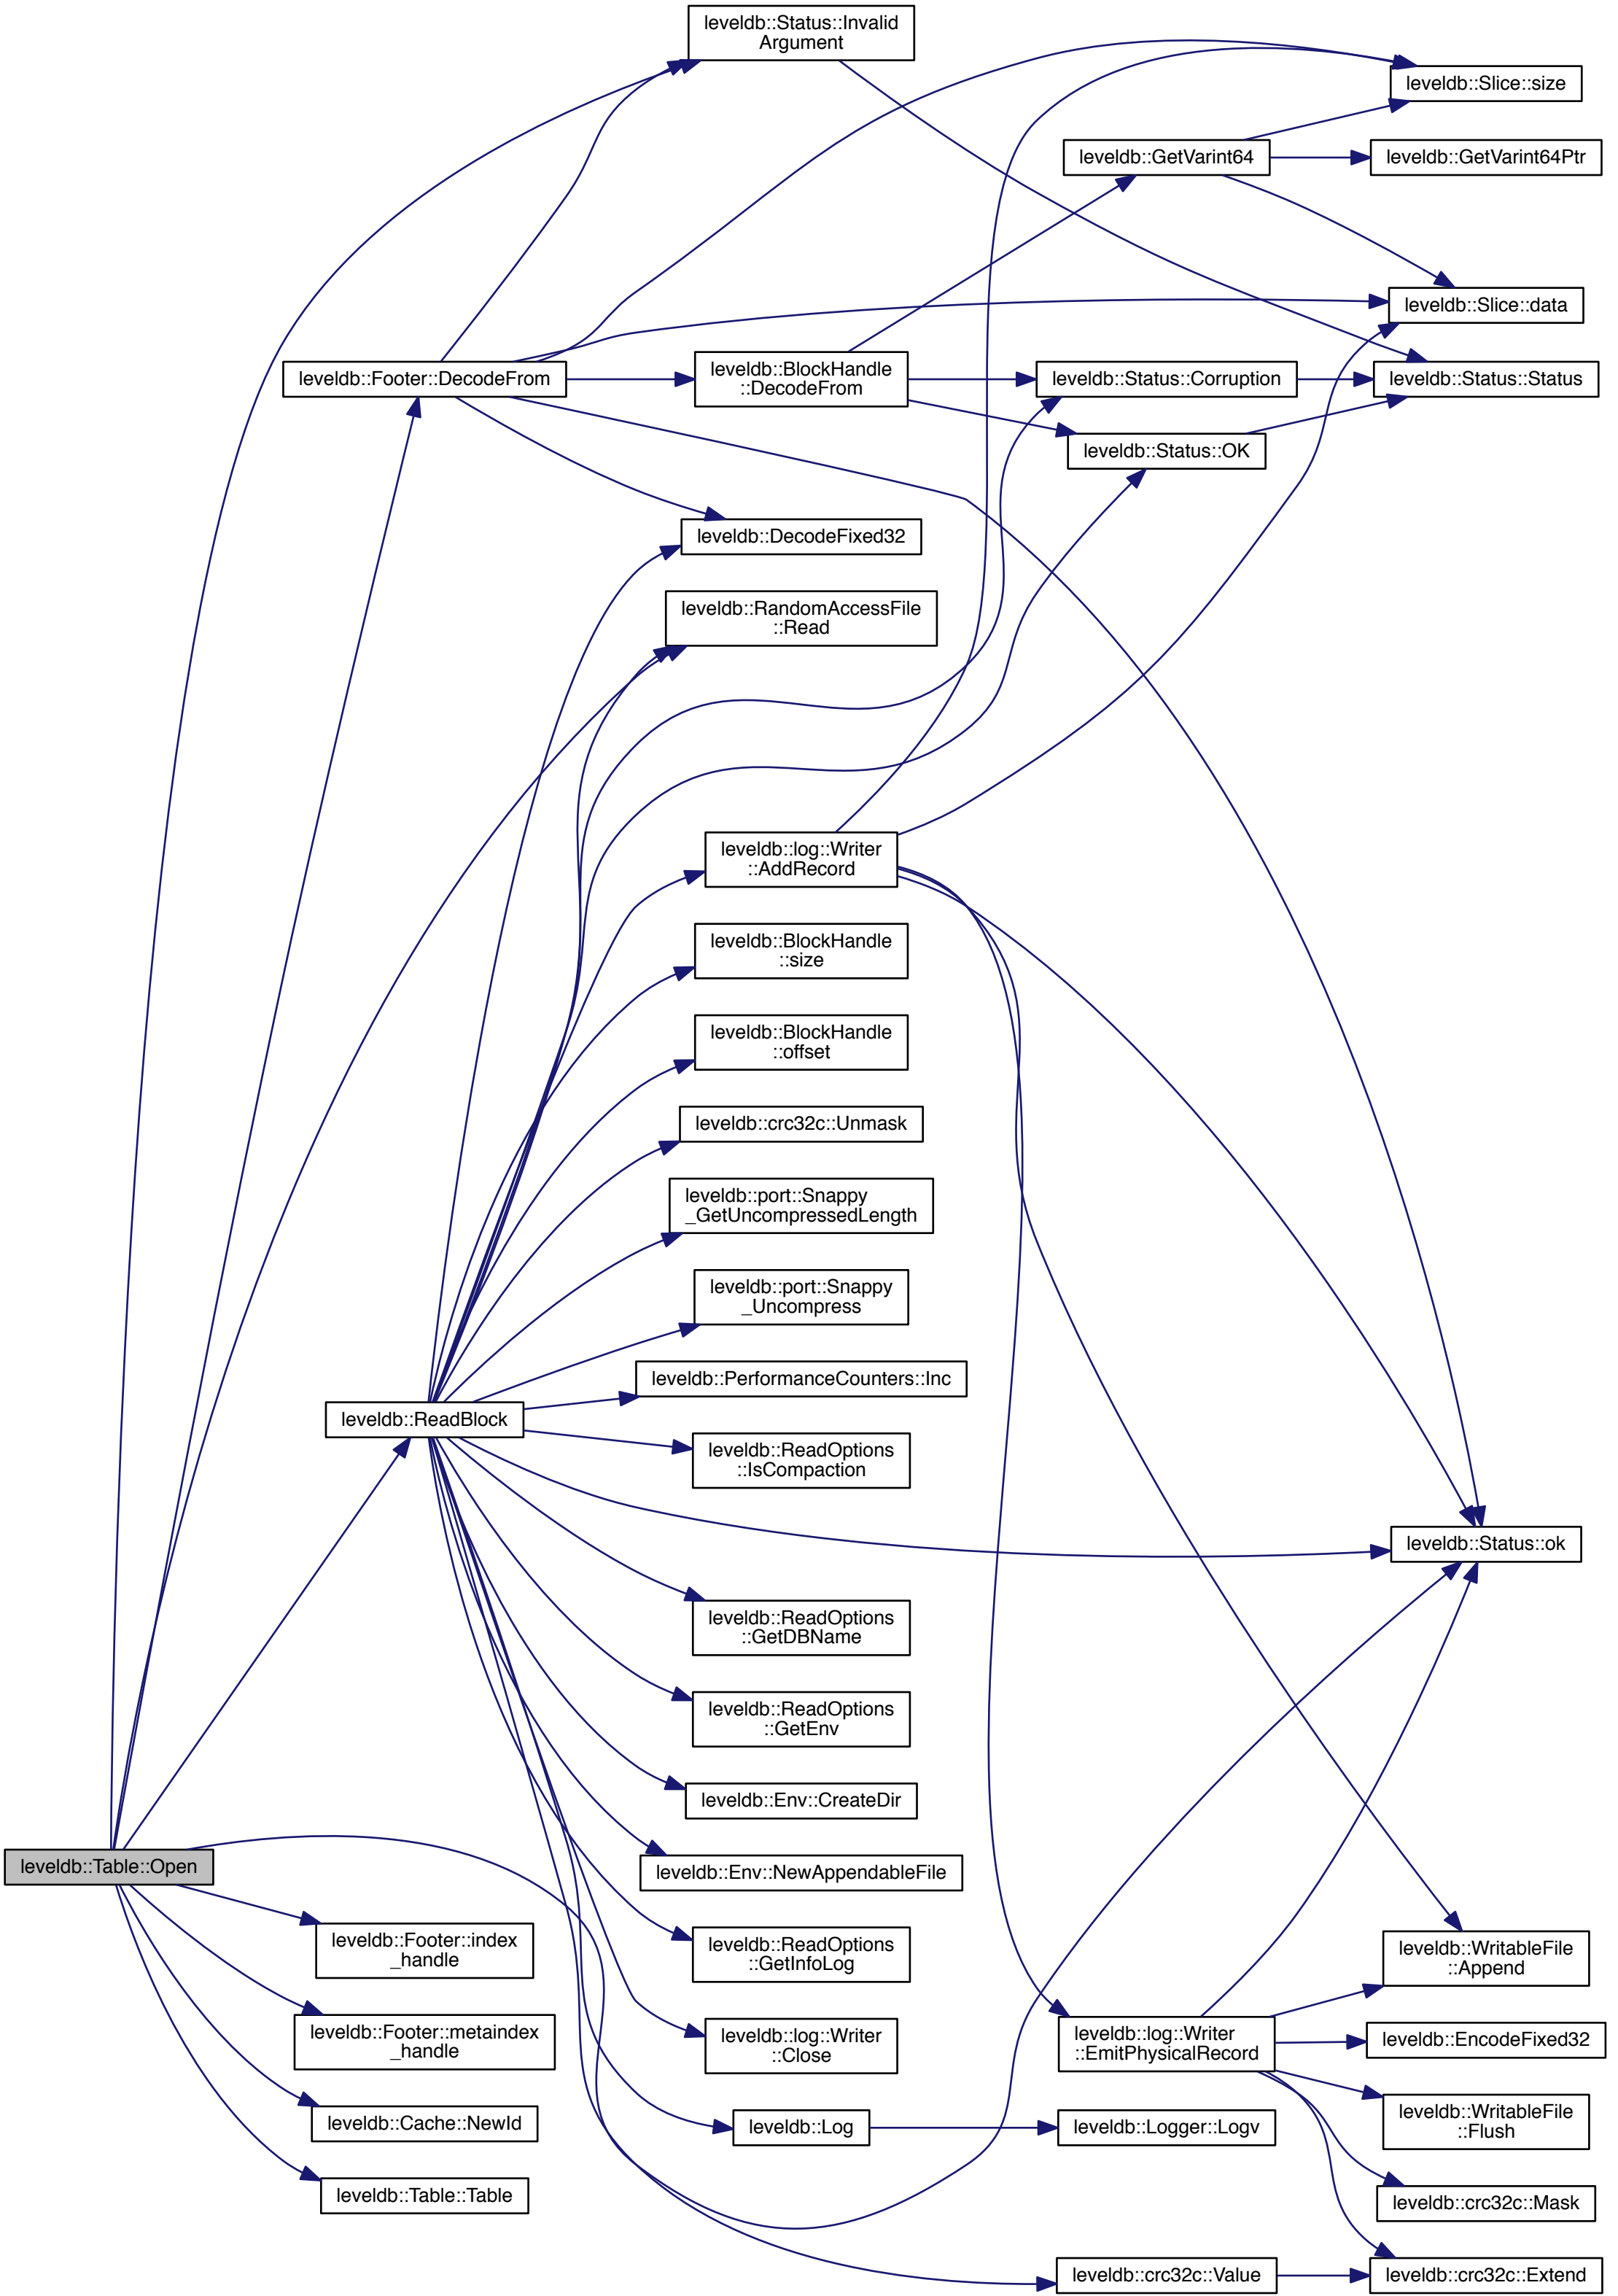 leveldb::Status::Invalid
Argument
leveldb::Slice::size
leveldb::GetVarint64
leveldb::GetVarint64Ptr
leveldb::Slice::data
leveldb::Footer::DecodeFrom
leveldb::BlockHandle
::DecodeFrom
leveldb::Status::Corruption
leveldb::Status::Status
leveldb::Status::OK
leveldb::DecodeFixed32
leveldb::RandomAccessFile
::Read
leveldb::log::Writer
::AddRecord
leveldb::BlockHandle
::size
leveldb::BlockHandle
::offset
leveldb::crc32c::Unmask
leveldb::port::Snappy
_GetUncompressedLength
leveldb::port::Snappy
_Uncompress
leveldb::PerformanceCounters::Inc
leveldb::ReadBlock
leveldb::ReadOptions
::IsCompaction
leveldb::Status::ok
leveldb::ReadOptions
::GetDBName
leveldb::ReadOptions
::GetEnv
leveldb::Env::CreateDir
leveldb::Table::Open
leveldb::Env::NewAppendableFile
leveldb::Footer::index
_handle
leveldb::ReadOptions
::GetInfoLog
leveldb::WritableFile
::Append
leveldb::Footer::metaindex
_handle
leveldb::log::Writer
::Close
leveldb::log::Writer
::EmitPhysicalRecord
leveldb::EncodeFixed32
leveldb::Cache::NewId
leveldb::Log
leveldb::Logger::Logv
leveldb::WritableFile
::Flush
leveldb::Table::Table
leveldb::crc32c::Mask
leveldb::crc32c::Value
leveldb::crc32c::Extend